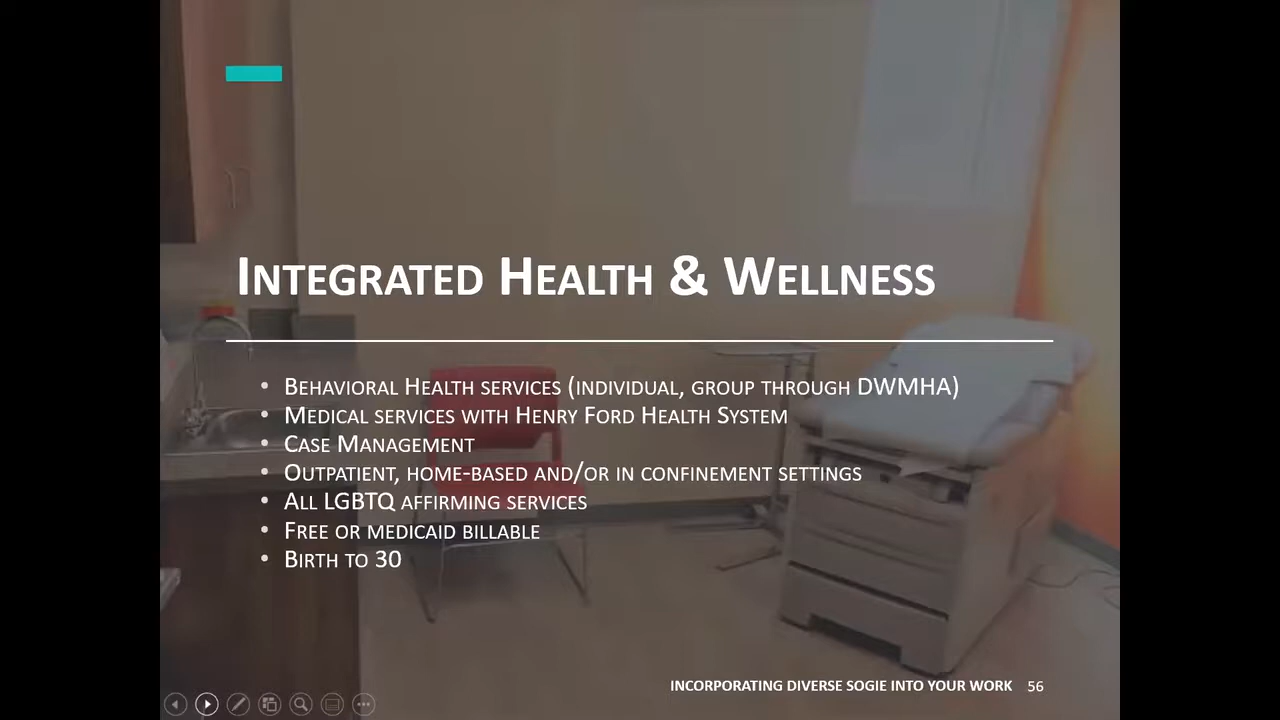 Integrated Health & Wellness
• Behavioral Health services (individual, group through DWMHA)
• Medical services with Henry Ford Health System
• Case Management
• Outpatient, home-based and/or in confinement settings
• All LGBTQ affirming services
• Free or medicaid billable
• Birth to 30
INCORPORATING DIVERSE SOGIE INTO YOUR WORK 56